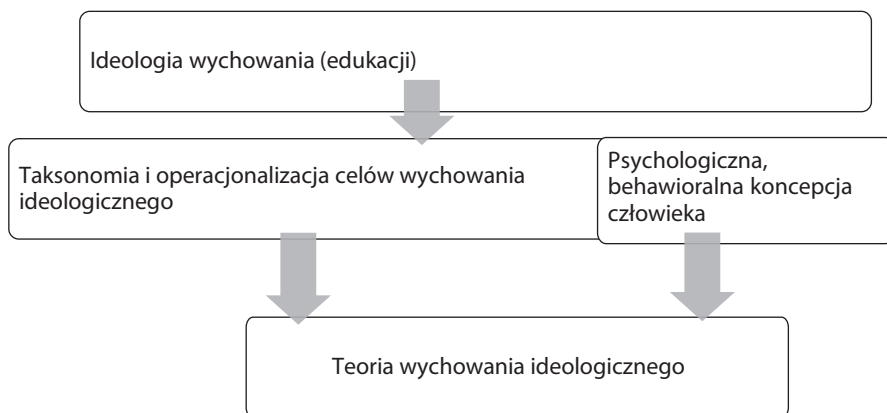 Ideologia wychowania (edukacji)
Taksonomia i operacjonalizacja celów wychowania
ideologicznego
Psychologiczna,
behawioralna koncepcja
człowieka
Teoria wychowania ideologicznego